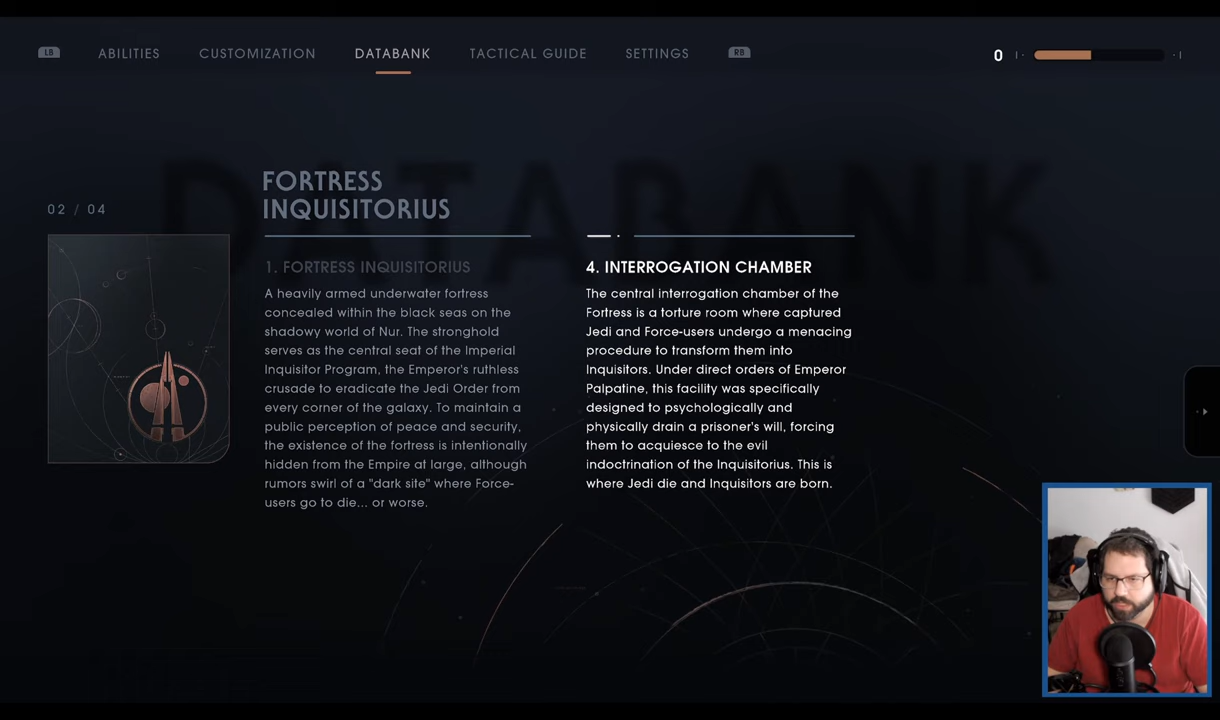 LB
ABILITIES
CUSTOMIZATION
DATABANK
TACTICAL GUIDE
SETTINGS
RB
0
DATABANK
02 / 04
FORTRESS
INQUISITORIUS
1. FORTRESS INQUISITORIUS
A heavily armed underwater fortress
concealed within the black seas on the
shadowy world of Nur. The stronghold
serves as the central seat of the Imperial
Inquisitor Program, the Emperor's ruthless
crusade to eradicate the Jedi Order from
every corner of the galaxy. To maintain a
public perception of peace and security,
the existence of the fortress is intentionally
hidden from the Empire at large, although
rumors swirl of a "dark site" where Force-
users go to die... or worse.
4. INTERROGATION CHAMBER
The central interrogation chamber of the
Fortress is a torture room where captured
Jedi and Force-users undergo a menacing
procedure to transform them into
Inquisitors. Under direct orders of Emperor
Palpatine, this facility was specifically
designed to psychologically and
physically drain a prisoner's will, forcing
them to acquiesce to the evil
indoctrination of the Inquisitorius. This is
where Jedi die and Inquisitors are born.